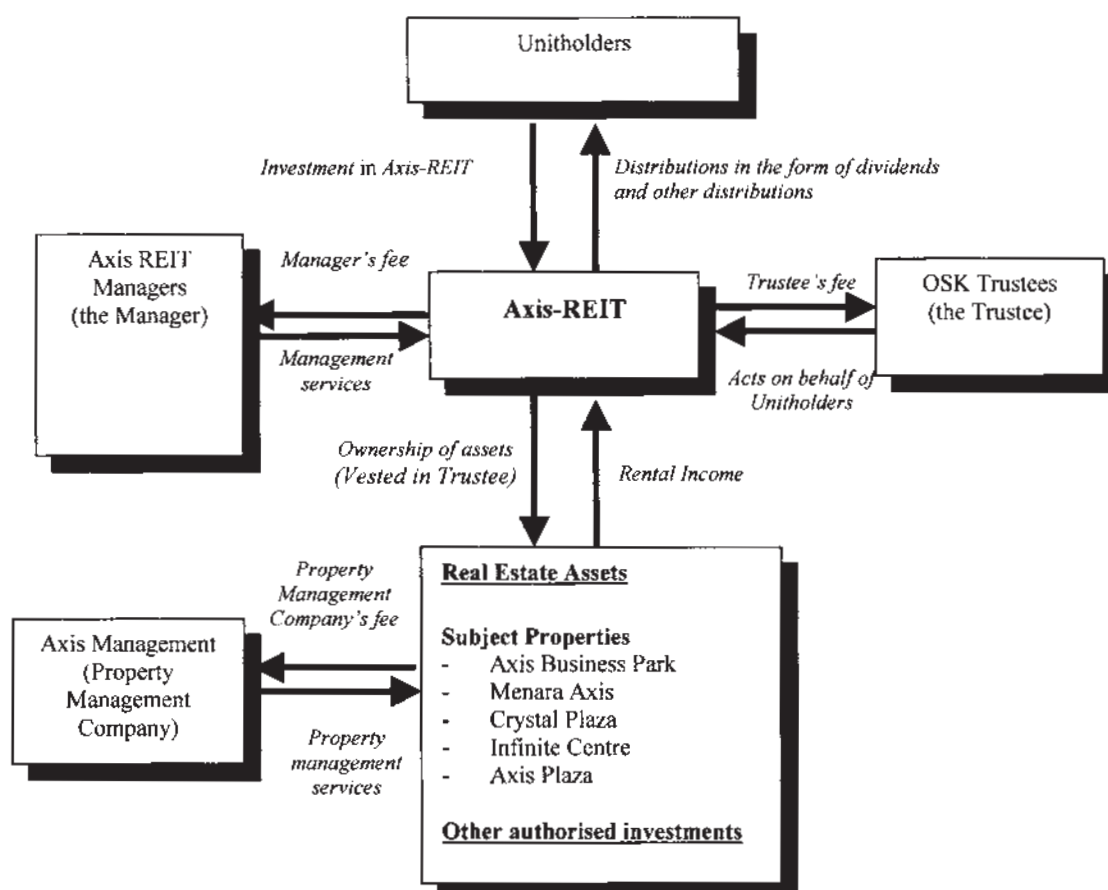 Unitholders
Investment in Axis-REIT
Distributions in the form of dividends
and other distributions
Axis REIT
Managers
(the Manager)
Manager's fee
Management
services
Axis-REIT
Trustee's fee
Acts on behalf of
Unitholders
OSK Trustees
(the Trustee)
Ownership of assets
(Vested in Trustee)
Rental Income
Axis Management
(Property
Management
Company)
Property
Management
Company's fee
Property
management
services
Real Estate Assets
Subject Properties
- Axis Business Park
- Menara Axis
- Crystal Plaza
- Infinite Centre
- Axis Plaza
Other authorised investments